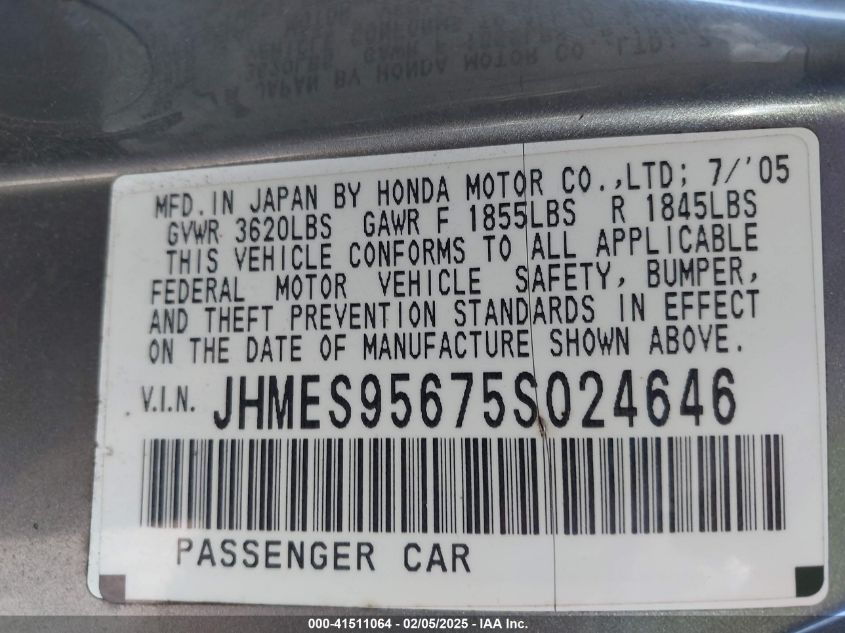 MFD. IN JAPAN BY HONDA MOTOR CO.,LTD; 7/'05
GVWR 3620LBS GAWR F 1855LBS R 1845LBS
THIS VEHICLE CONFORMS TO ALL APPLICABLE
FEDERAL MOTOR VEHICLE SAFETY, BUMPER,
AND THEFT PREVENTION STANDARDS IN EFFECT
ON THE DATE OF MANUFACTURE SHOWN ABOVE.
V.I.N. JHMES95675S024646
PASSENGER CAR
000-41511064 - 02/05/2025 - IAA Inc.